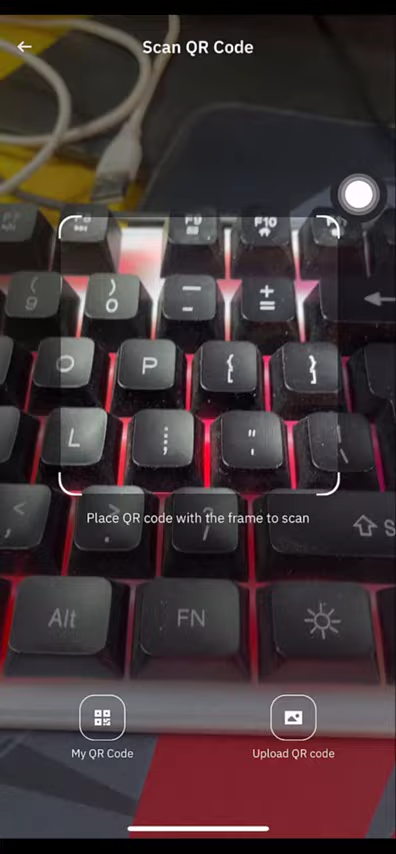 Scan QR Code
F9
F10
( 9
) 0
— -
+ =
O
P
{
}
L
: ;
" '
\
<
,
>
.
?
/
Place QR code with the frame to scan
Alt
FN
My QR Code
Upload QR code